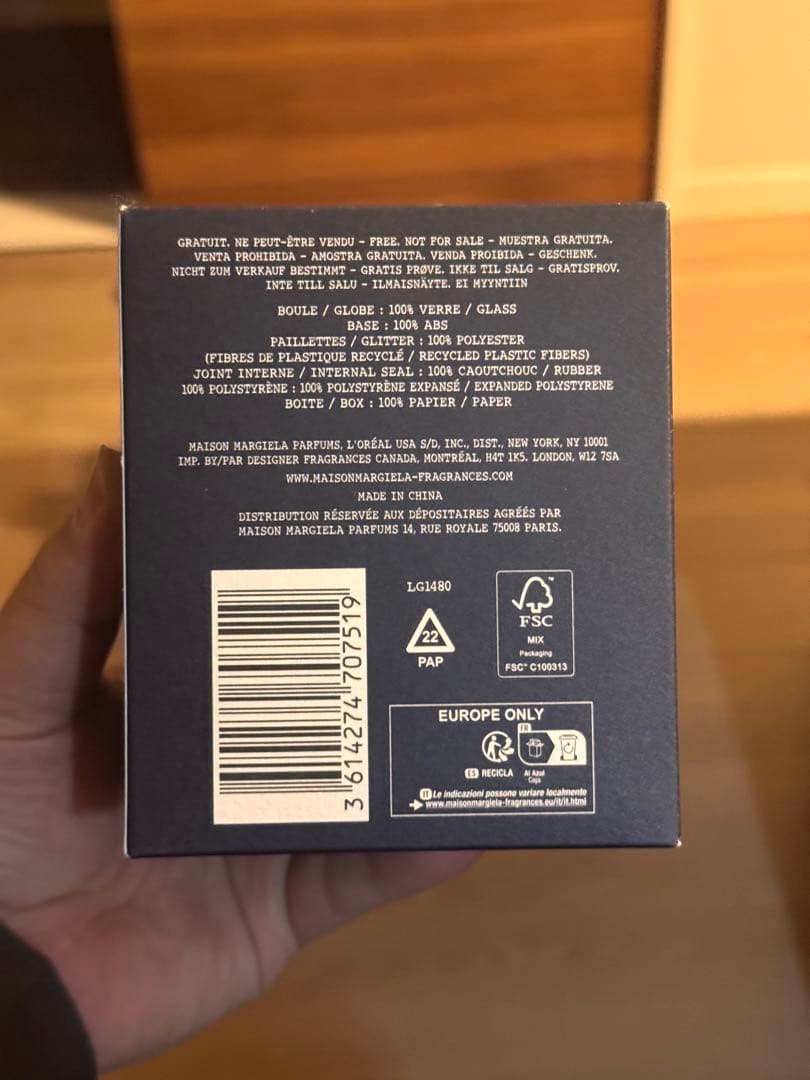 GRATUIT. NE PEUT-ÊTRE VENDU - FREE. NOT FOR SALE - MUESTRA GRATUITA.
VENTA PROHIBIDA - AMOSTRA GRATUITA. VENDA PROIBIDA - GESCHENK.
NICHT ZUM VERKAUF BESTIMMT - GRATIS PRØVE. IKKE TIL SALG - GRATISPROV.
INTE TILL SALU - ILMAISNÄYTE. EI MYYNTIIN
BOULE / GLOBE : 100% VERRE / GLASS
BASE : 100% ABS
PAILLETTES / GLITTER : 100% POLYESTER
(FIBRES DE PLASTIQUE RECYCLÉ / RECYCLED PLASTIC FIBERS)
JOINT INTERNE / INTERNAL SEAL : 100% CAOUTCHOUC / RUBBER
100% POLYSTYRÈNE : 100% POLYSTYRÈNE EXPANSÉ / EXPANDED POLYSTYRENE
BOITE / BOX : 100% PAPIER / PAPER
MAISON MARGIELA PARFUMS, L'ORÉAL USA S/D, INC., DIST., NEW YORK, NY 10001
IMP. BY/PAR DESIGNER FRAGRANCES CANADA, MONTRÉAL, H4T 1K5. LONDON, W12 7SA
WWW.MAISONMARGIELA-FRAGRANCES.COM
MADE IN CHINA
DISTRIBUTION RÉSERVÉE AUX DÉPOSITAIRES AGRÉÉS PAR
MAISON MARGIELA PARFUMS 14, RUE ROYALE 75008 PARIS.
3 614274 707519
LG1480
22
PAP
FSC™
MIX
Packaging
FSC® C100313
EUROPE ONLY
FR
ES RECICLA
Al Azul
Caja
IT Le indicazioni possono variare localmente
www.maisonmargiela-fragrances.eu/it/it.html